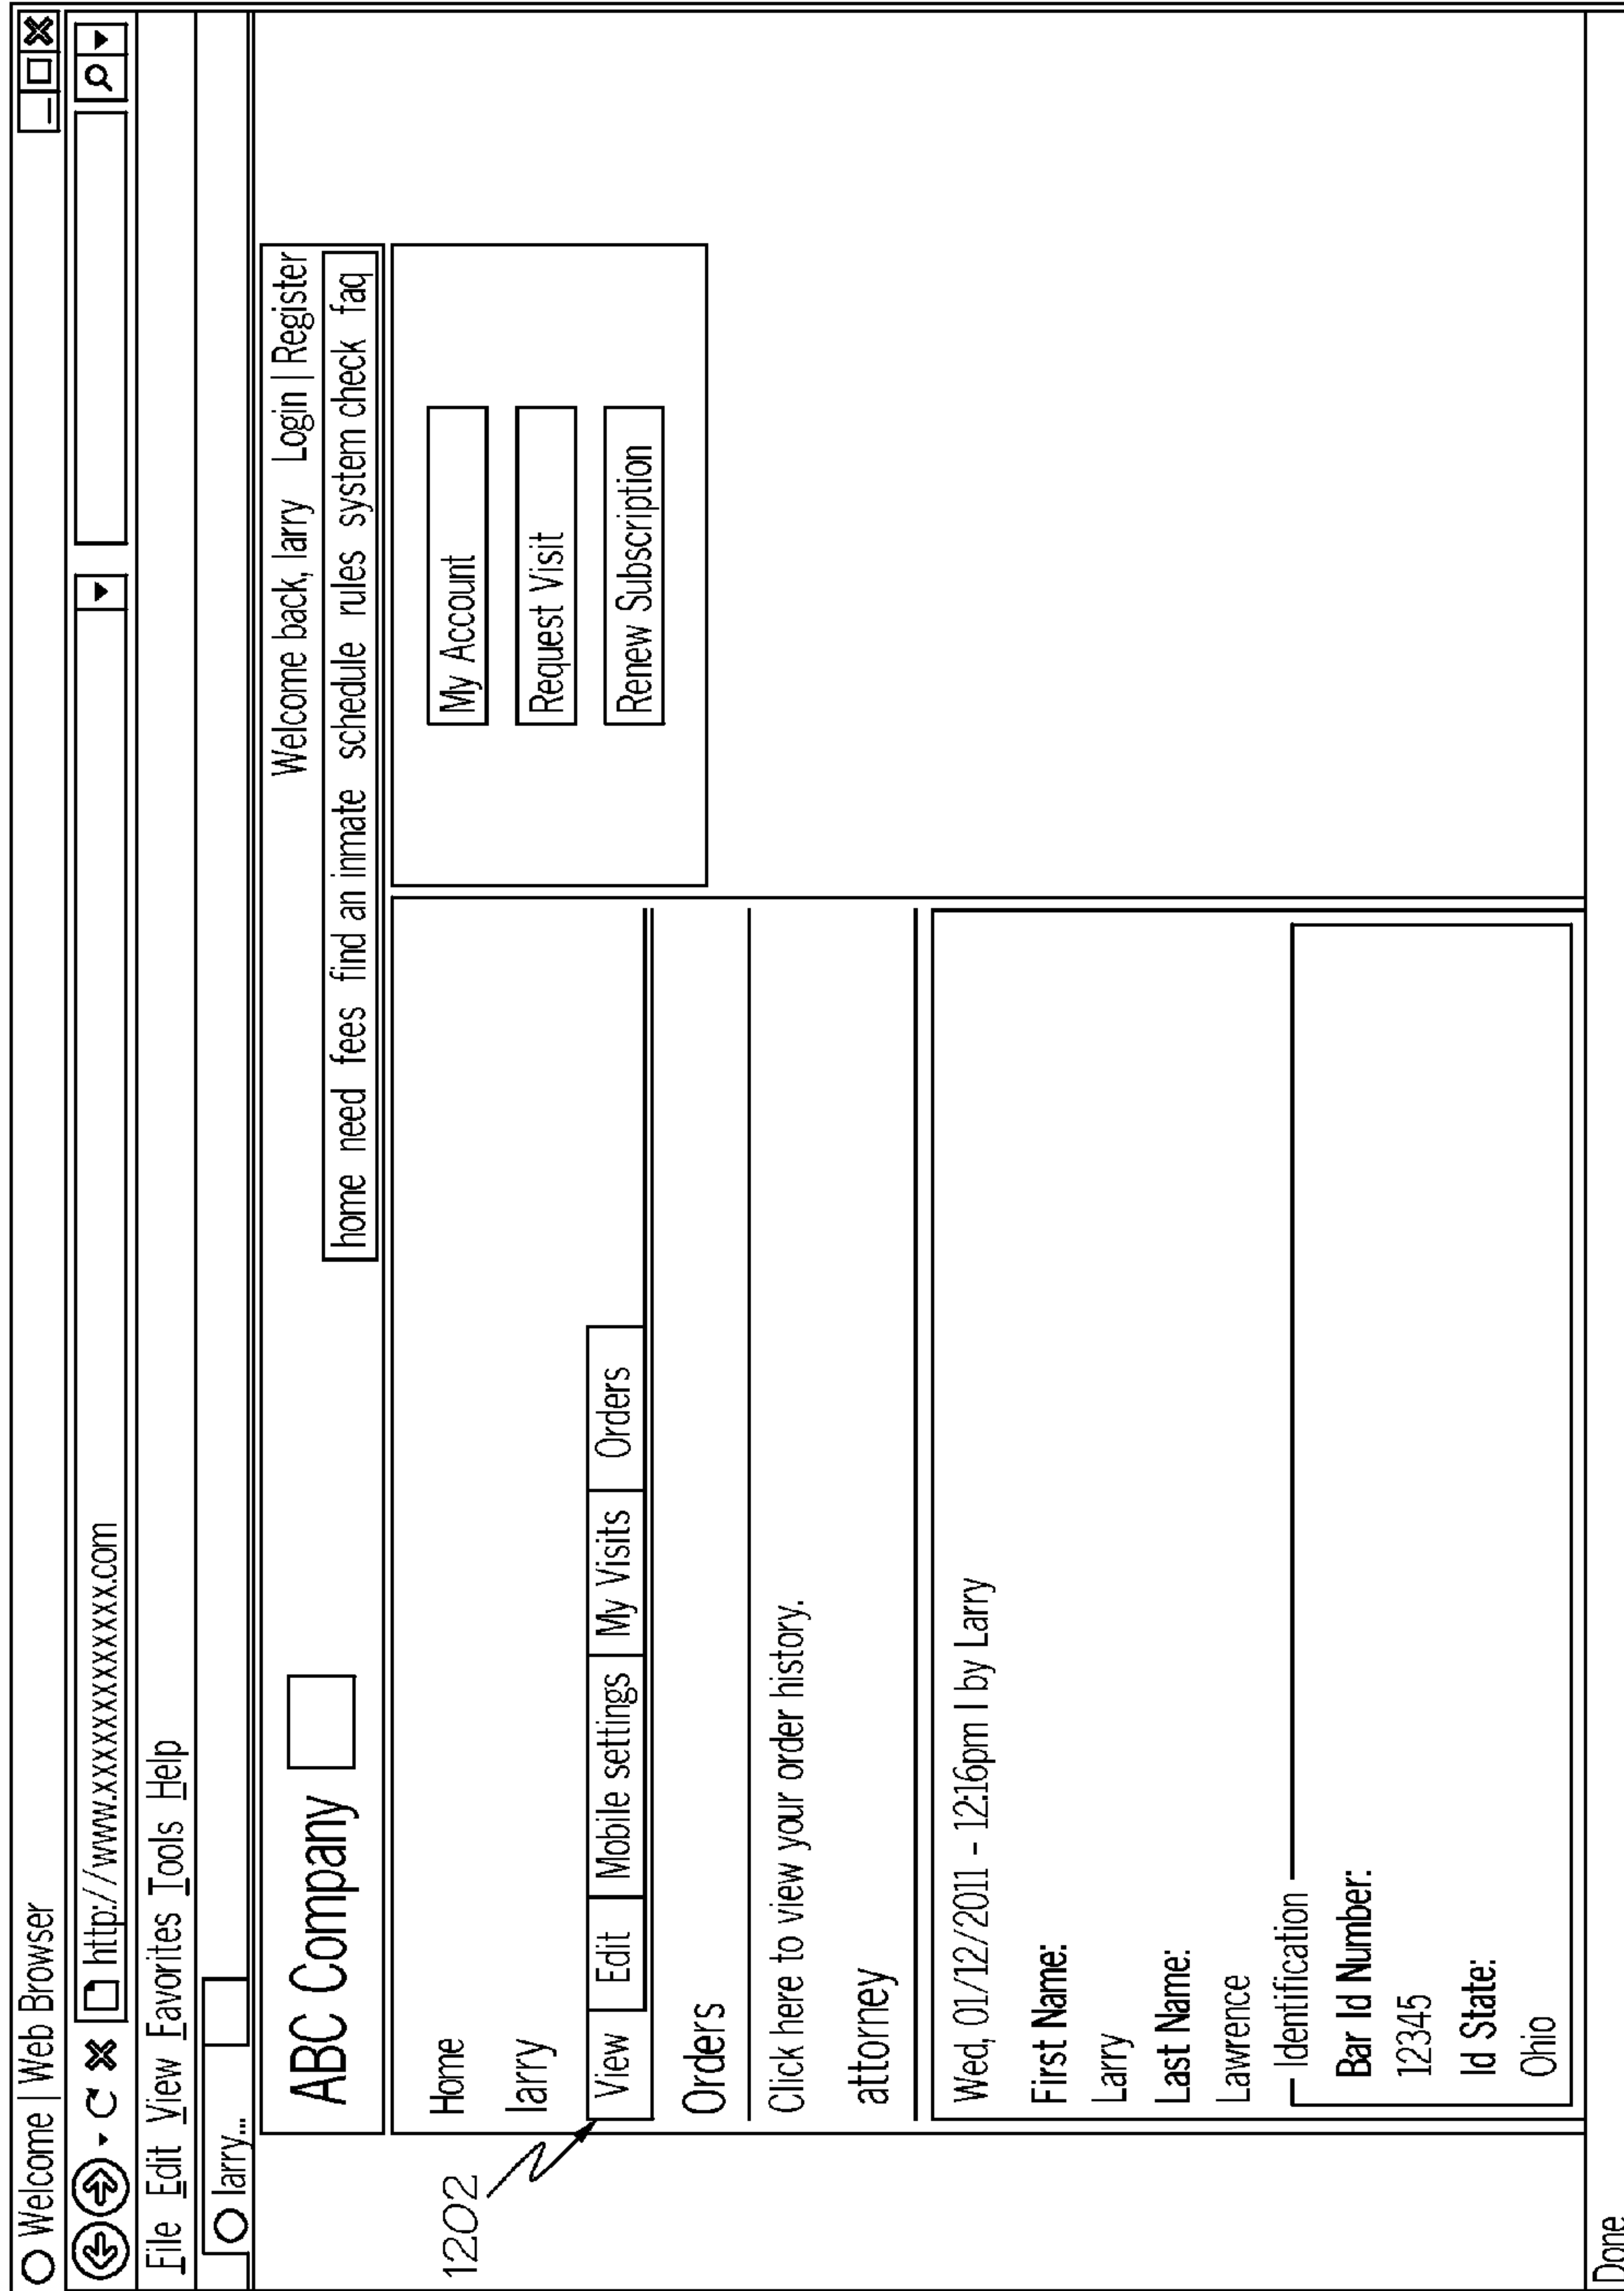 Welcome | Web Browser
http://www.xxxxxxxxxxxx.com
File Edit View Favorites Tools Help
larry...
ABC Company
Welcome back, larry Login | Register
home need fees find an inmate schedule rules system check faq
Home
larry
1202
View Edit Mobile settings My Visits Orders
Orders
Click here to view your order history.
attorney
Wed, 01/12/2011 - 12:16pm | by Larry
First Name:
Larry
Last Name:
Lawrence
Identification
Bar Id Number:
12345
Id State:
Ohio
My Account
Request Visit
Renew Subscription
Done